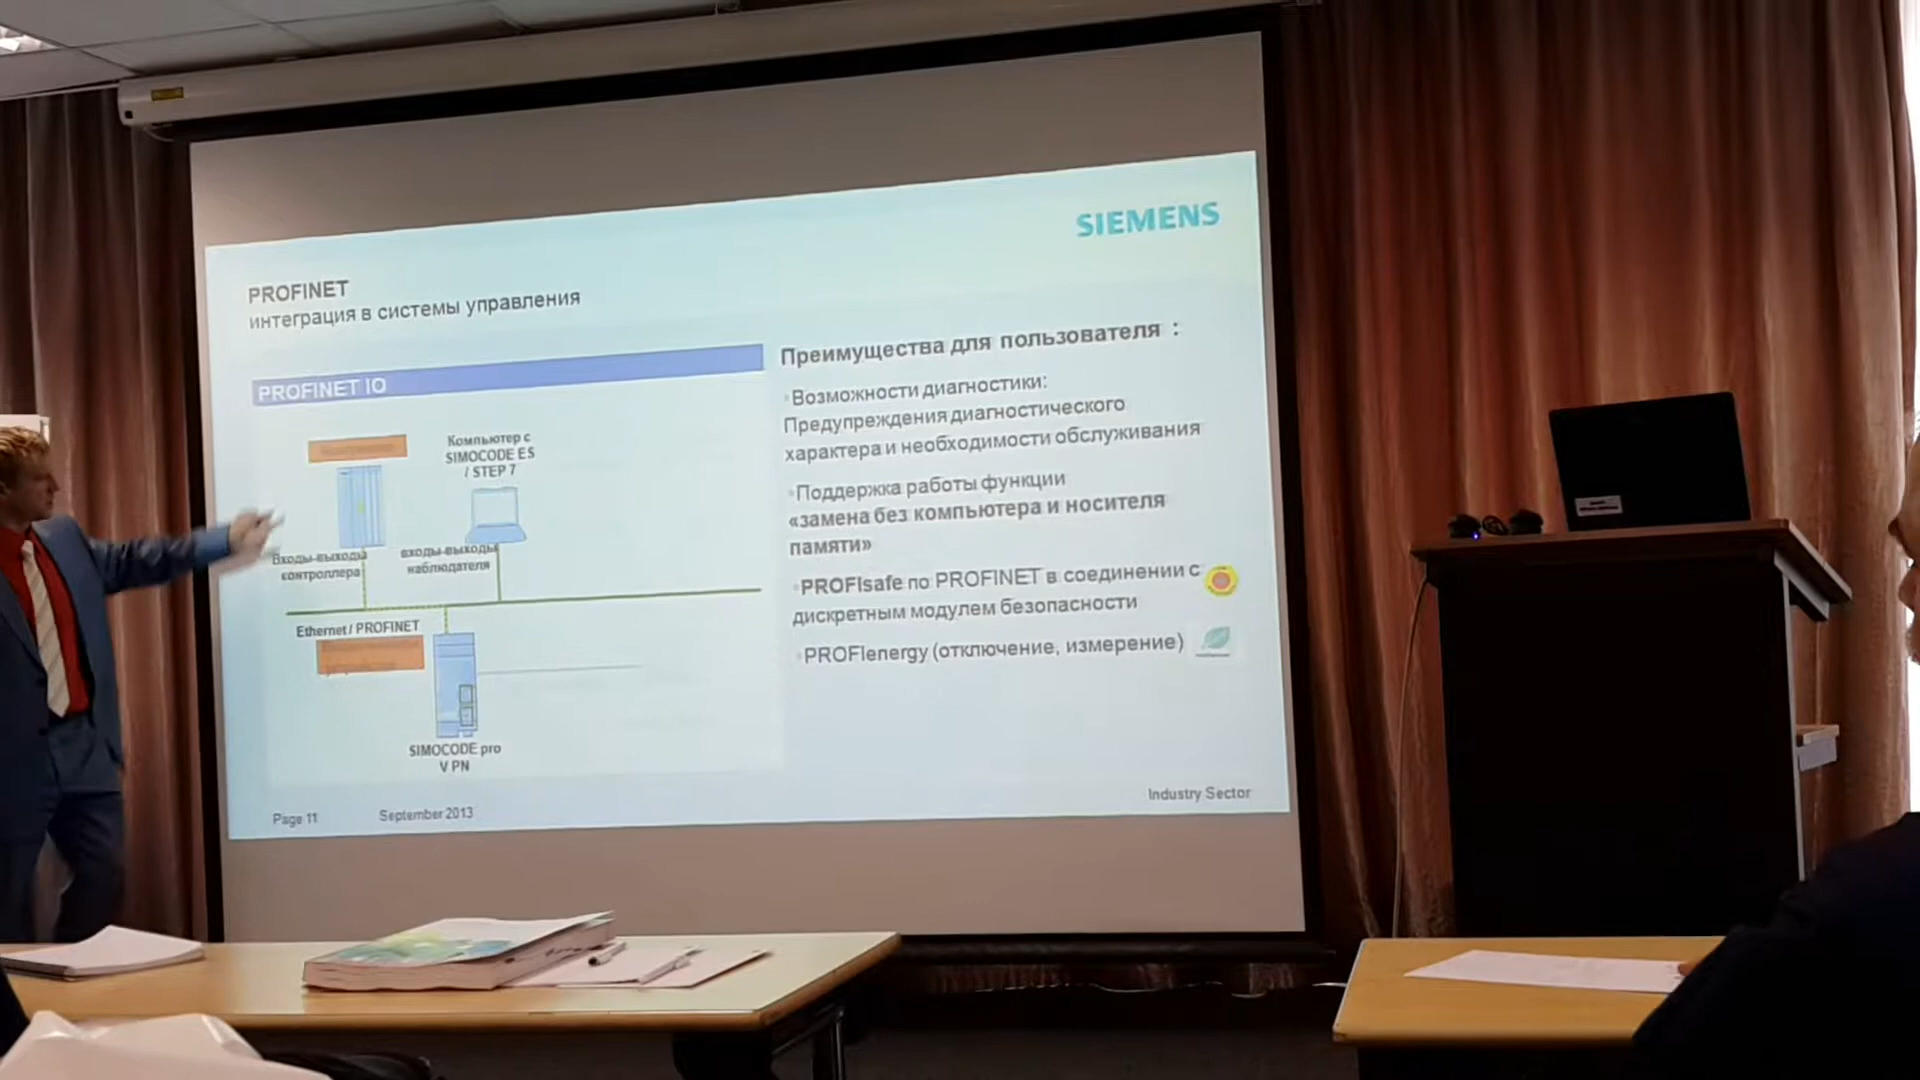 SIEMENS
PROFINET
интеграция в системы управления
PROFINET IO
Компьютер с
SIMOCODE ES
/ STEP 7
Входы-выходы
контроллера
входы-выходы
наблюдателя
Ethernet / PROFINET
SIMOCODE pro
V PN
Преимущества для пользователя :
Возможности диагностики:
Предупреждения диагностического
характера и необходимости обслуживания
Поддержка работы функции
«замена без компьютера и носителя
памяти»
PROFIsafe по PROFINET в соединении с
дискретным модулем безопасности
PROFIenergy (отключение, измерение)
Page 11
September 2013
Industry Sector